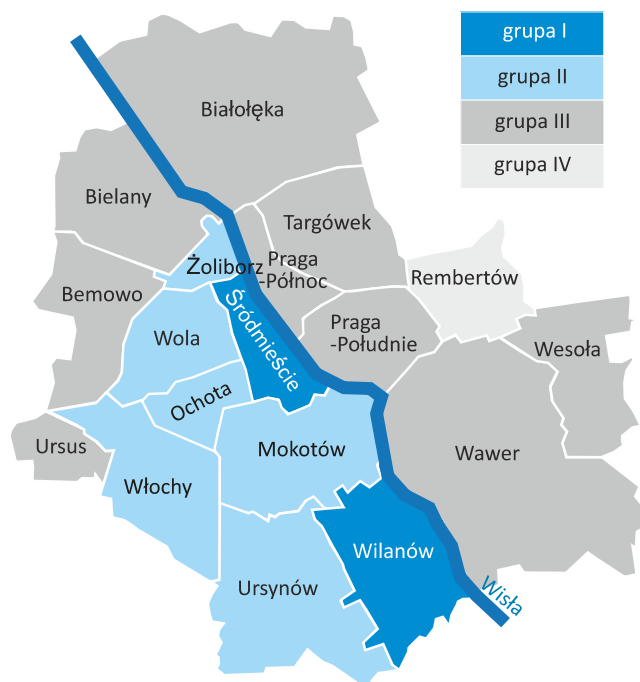 grupa I
grupa II
grupa III
grupa IV
Białołęka
Bielany
Targówek
Żoliborz
Praga
-Północ
Rembertów
Bemowo
Śródmieście
Praga
-Południe
Wola
Wesoła
Ochota
Ursus
Mokotów
Wawer
Włochy
Wilanów
Ursynów
Wisła